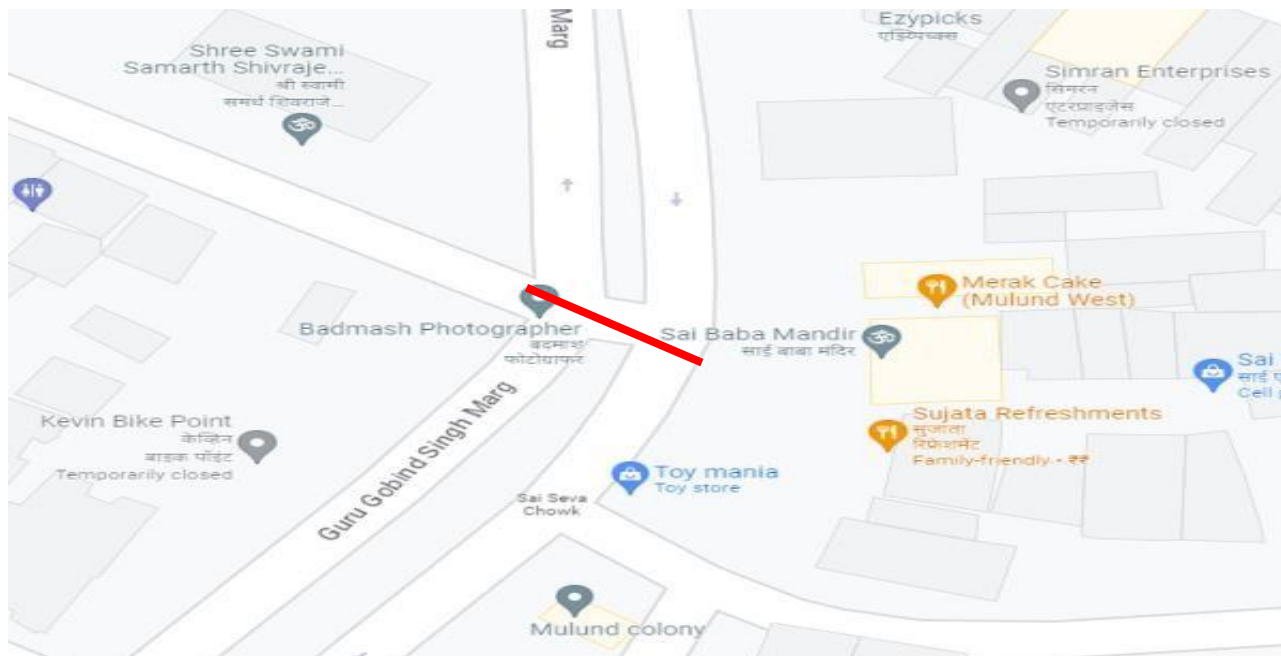 Marg
Ezypicks
एझिपिक्स
Shree Swami
Samarth Shivraje...
श्री स्वामी
समर्थ शिवराजे...
Simran Enterprises
सिमरन
एंटरप्राइजेस
Temporarily closed
Merak Cake
(Mulund West)
Badmash Photographer
बदमाश
फोटोग्राफर
Sai Baba Mandir
साई बाबा मंदिर
Sai
साई
Cell
Kevin Bike Point
केव्हिन
बाइक पॉइंट
Temporarily closed
Guru Gobind Singh Marg
Sujata Refreshments
सुजाता
रिफ्रेशमेंट
Family-friendly • ₹₹
Toy mania
Toy store
Sai Seva
Chowk
Mulund colony